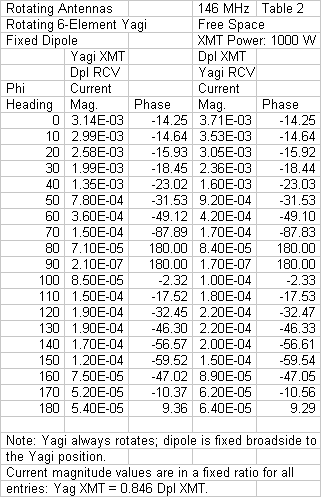 Rotating Antennas 146 MHz Table 2
Rotating 6-Element Yagi Free Space
Fixed Dipole XMT Power: 1000 W
Yagi XMT Dpl XMT
Dpl RCV Yagi RCV
Phi Current Current
Heading Mag. Phase Mag. Phase
0 3.14E-03 -14.25 3.71E-03 -14.25
10 2.99E-03 -14.64 3.53E-03 -14.64
20 2.58E-03 -15.93 3.05E-03 -15.92
30 1.99E-03 -18.45 2.36E-03 -18.44
40 1.35E-03 -23.02 1.60E-03 -23.03
50 7.80E-04 -31.53 9.20E-04 -31.53
60 3.60E-04 -49.12 4.20E-04 -49.10
70 1.50E-04 -87.89 1.70E-04 -87.83
80 7.10E-05 180.00 8.40E-05 180.00
90 2.10E-07 180.00 1.70E-07 180.00
100 8.50E-05 -2.32 1.00E-04 -2.33
110 1.50E-04 -17.52 1.80E-04 -17.53
120 1.90E-04 -32.45 2.20E-04 -32.47
130 1.90E-04 -46.30 2.20E-04 -46.33
140 1.70E-04 -56.57 2.00E-04 -56.61
150 1.20E-04 -59.52 1.50E-04 -59.54
160 7.50E-05 -47.02 8.90E-05 -47.05
170 5.20E-05 -10.37 6.20E-05 -10.56
180 5.40E-05 9.36 6.40E-05 9.29
Note: Yagi always rotates; dipole is fixed broadside to
the Yagi position.
Current magnitude values are in a fixed ratio for all
entries: Yag XMT = 0.846 Dpl XMT.